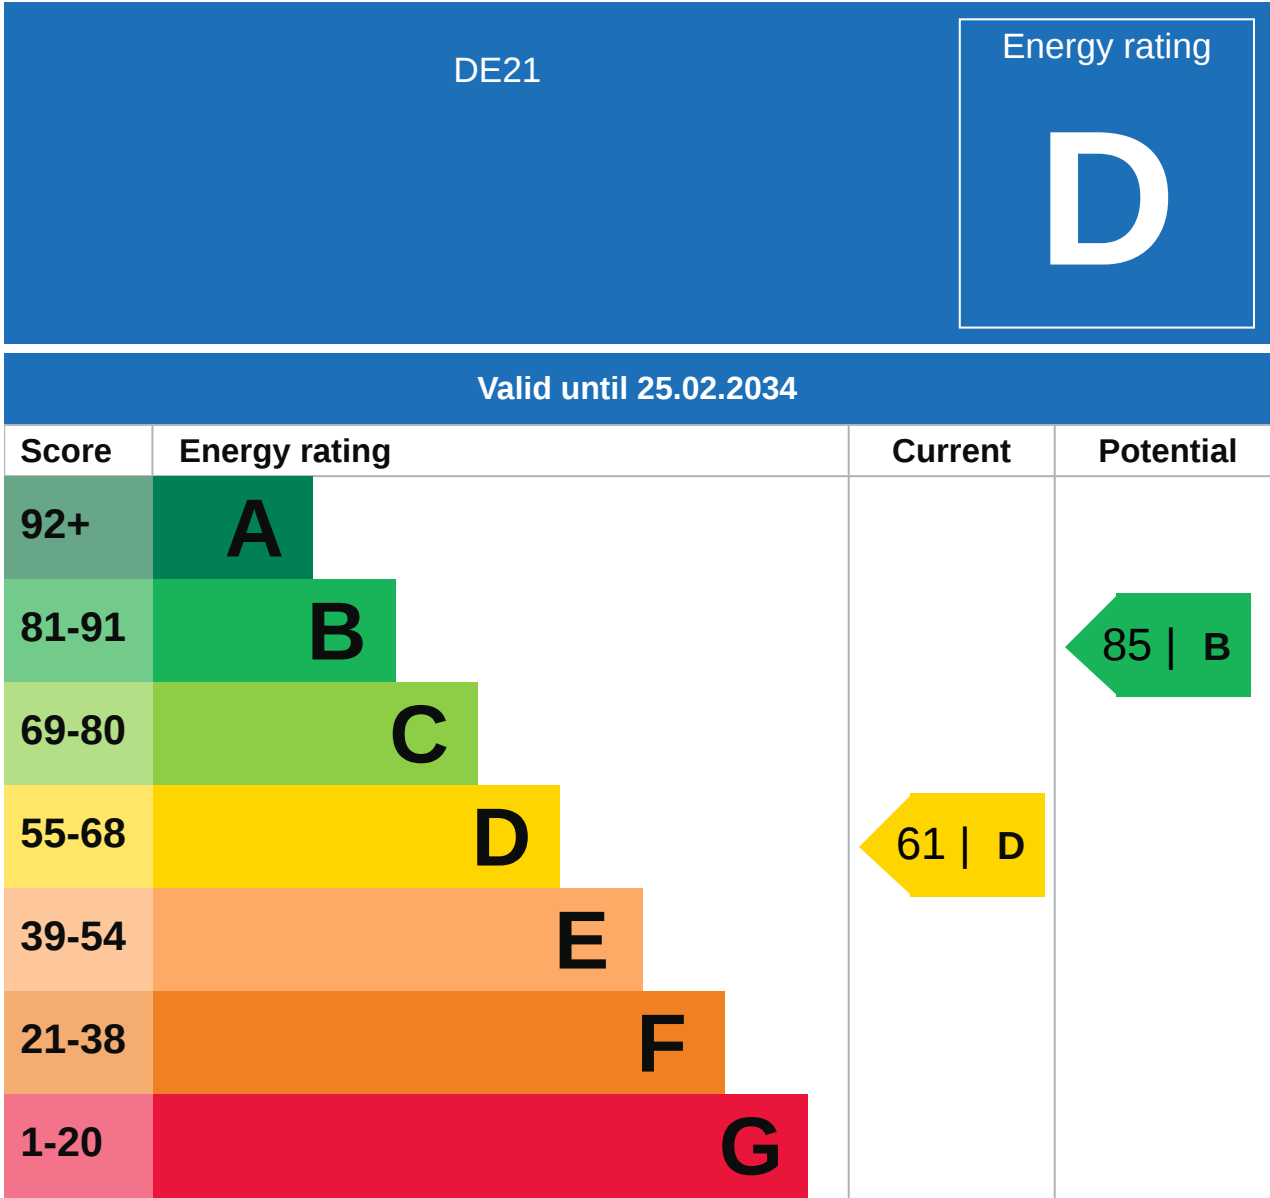 DE21
Energy rating
D
Valid until 25.02.2034
Score Energy rating Current Potential
92+ A
81-91 B 85 | B
69-80 C
55-68 D 61 | D
39-54 E
21-38 F
1-20 G